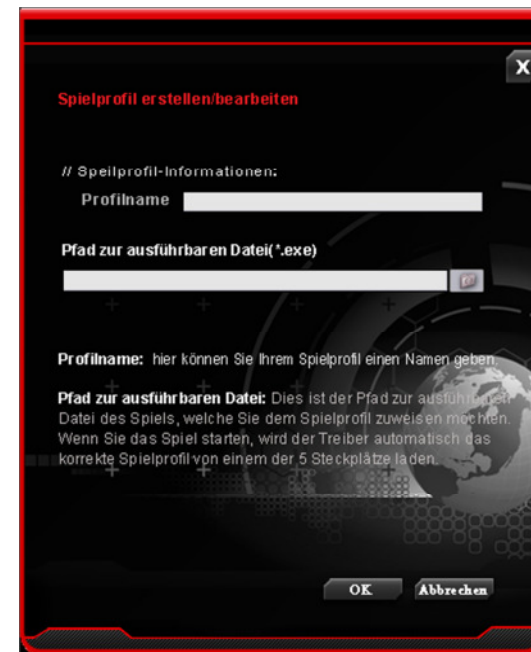 X
Spielprofil erstellen/bearbeiten
// Speilprofil-Informationen:
Profilname
Pfad zur ausführbaren Datei(*.exe)
Profilname: hier können Sie Ihrem Spielprofil einen Namen geben.
Pfad zur ausführbaren Datei: Dies ist der Pfad zur ausführbaren
Datei des Spiels, welche Sie dem Spielprofil zuweisen möchten.
Wenn Sie das Spiel starten, wird der Treiber automatisch das
korrekte Spielprofil von einem der 5 Steckplätze laden.
OK Abbrechen